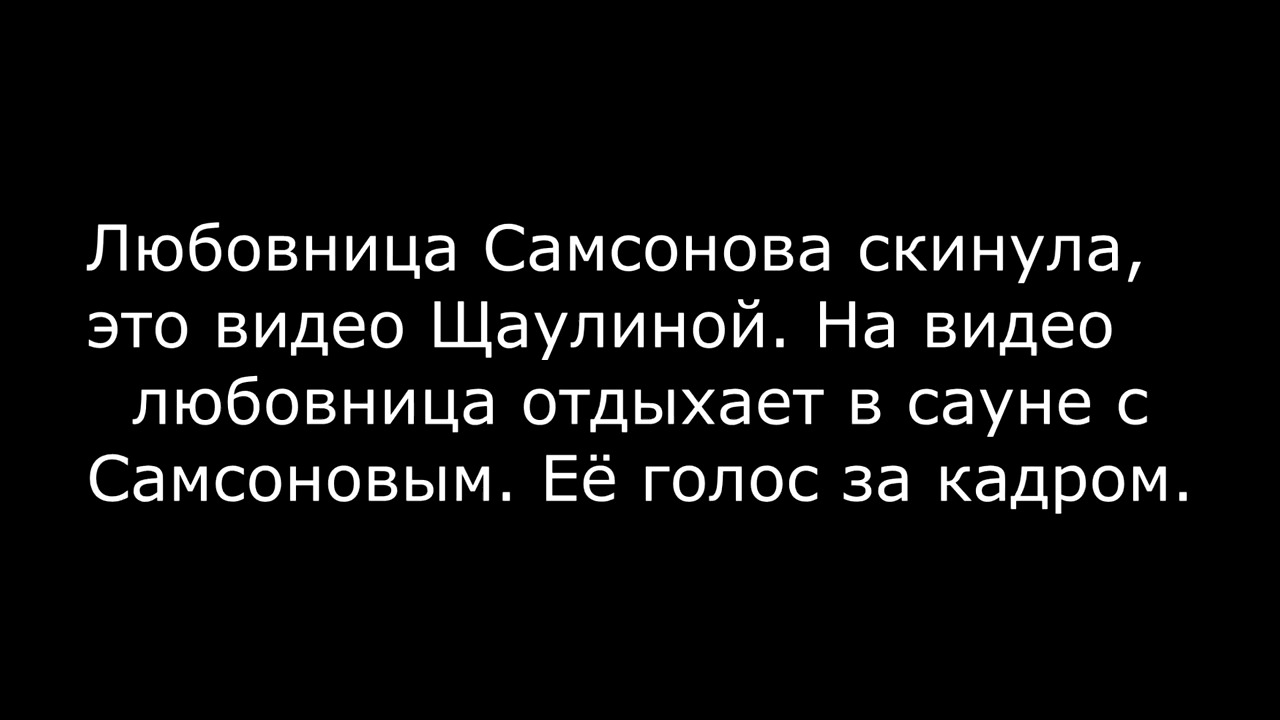 Любовница Самсонова скинула,
это видео Щаулиной. На видео
любовница отдыхает в сауне с
Самсоновым. Её голос за кадром.